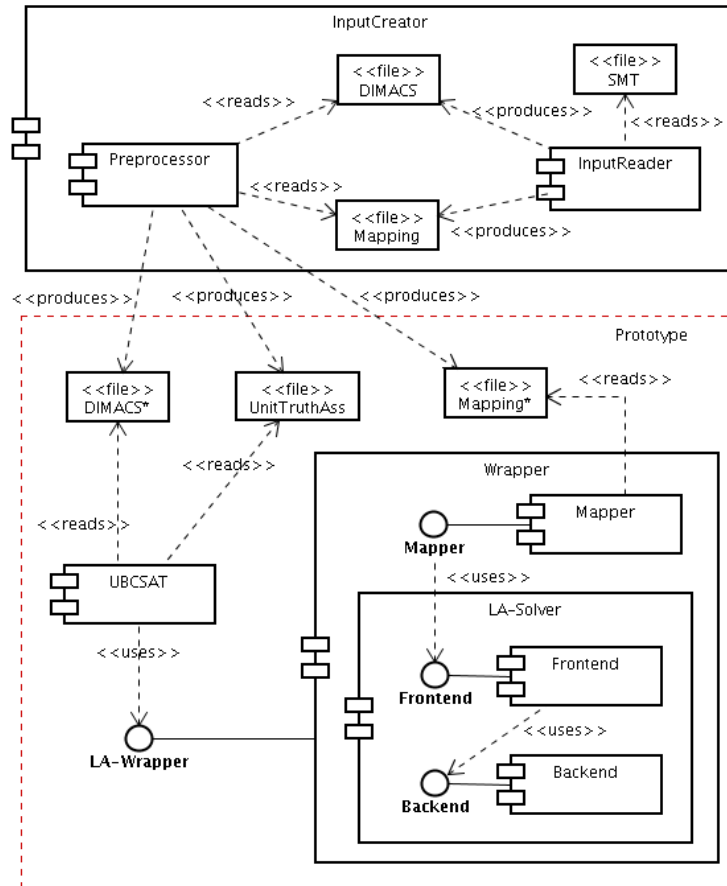 InputCreator
<<file>>
DIMACS
<<file>>
SMT
<<reads>>
<<produces>>
<<reads>>
Preprocessor
InputReader
<<reads>>
<<file>>
Mapping
<<produces>>
<<produces>>
<<produces>>
<<produces>>
Prototype
<<file>>
DIMACS*
<<file>>
UnitTruthAss
<<file>>
Mapping*
<<reads>>
<<reads>>
Wrapper
<<reads>>
Mapper
Mapper
<<uses>>
UBCSAT
LA-Solver
<<uses>>
Frontend
Frontend
<<uses>>
LA-Wrapper
Backend
Backend